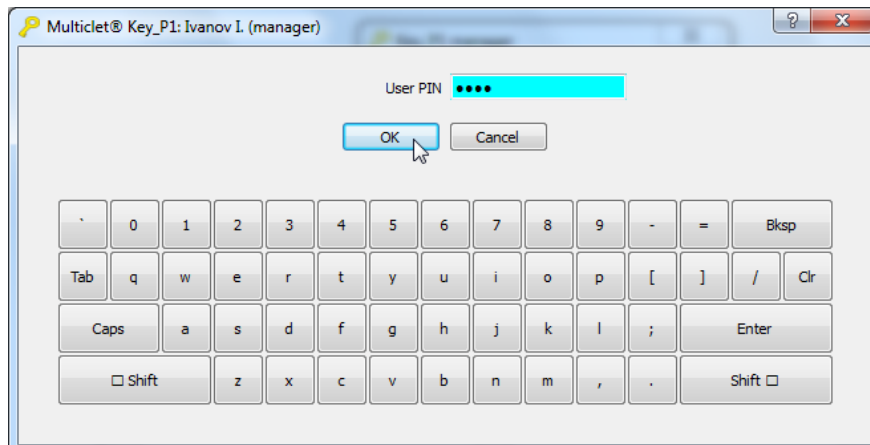 Multiclet® Key_P1: Ivanov I. (manager)
User PIN ●●●●
OK Cancel
` 0 1 2 3 4 5 6 7 8 9 - = Bksp
Tab q w e r t y u i o p [ ] / Clr
Caps a s d f g h j k l ; Enter
□ Shift z x c v b n m , . Shift □